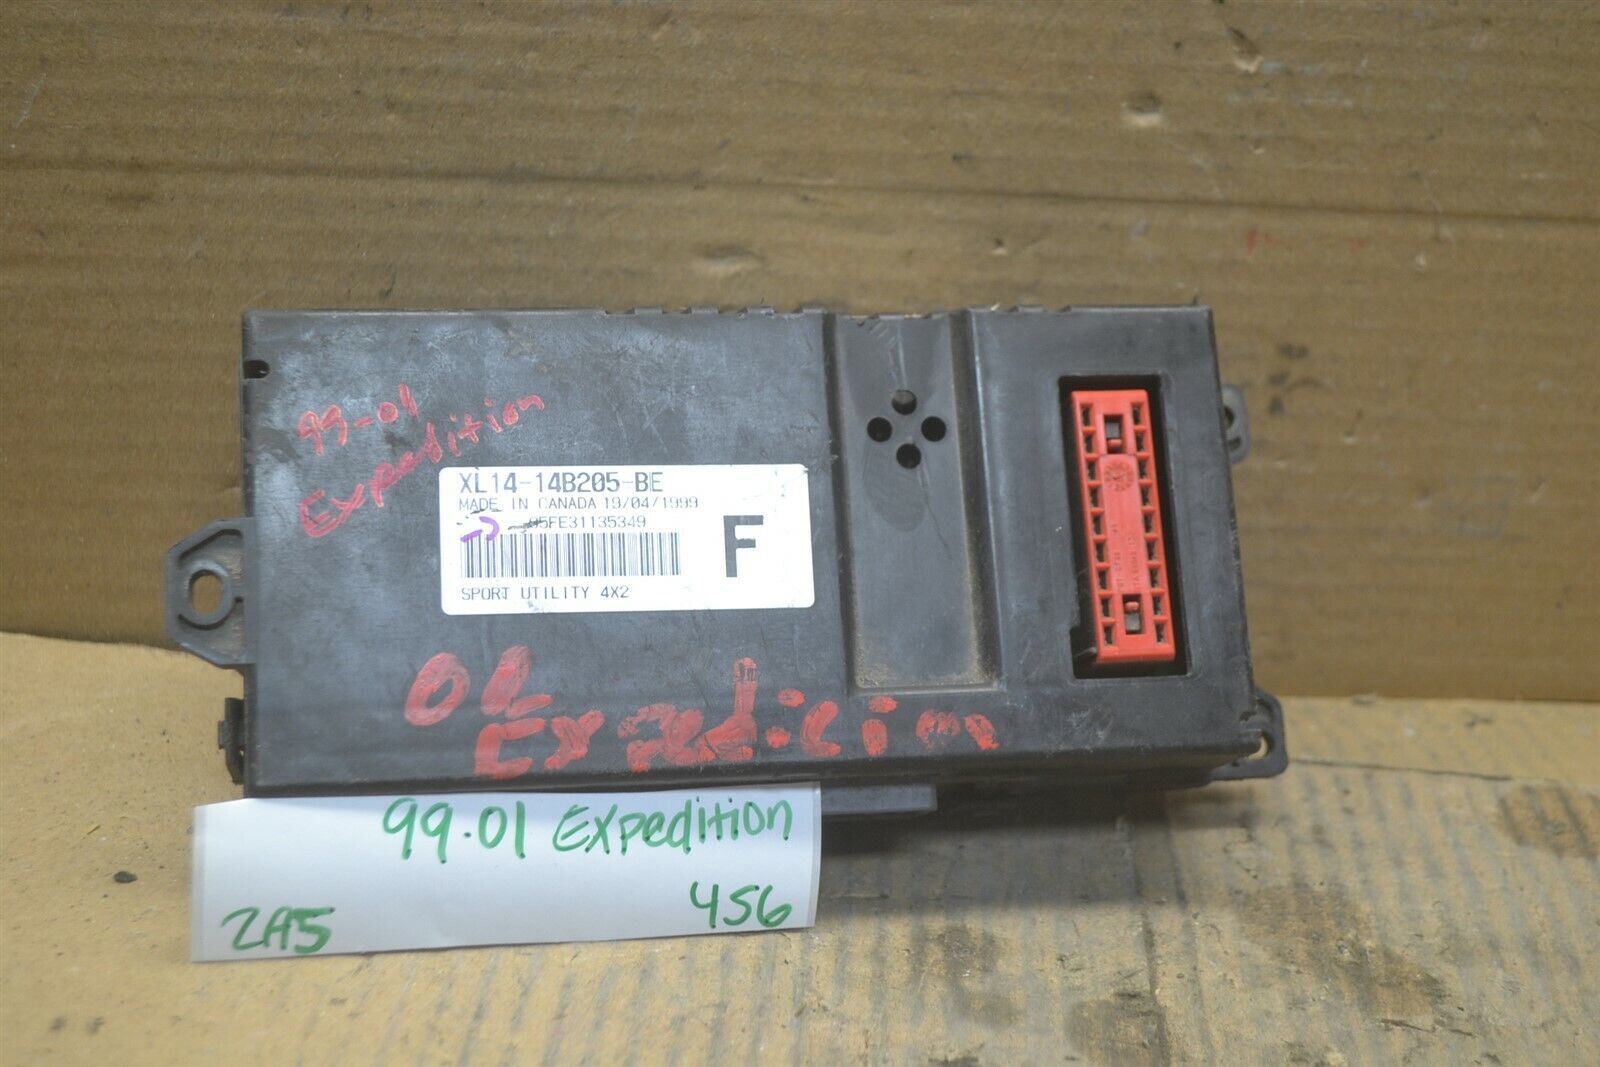 99-01
Expedition
XL14-14B205-BE
MADE IN CANADA 19/04/1999
05FE31135349
F
SPORT UTILITY 4X2
Expedition
99.01 Expedition
2A5
456